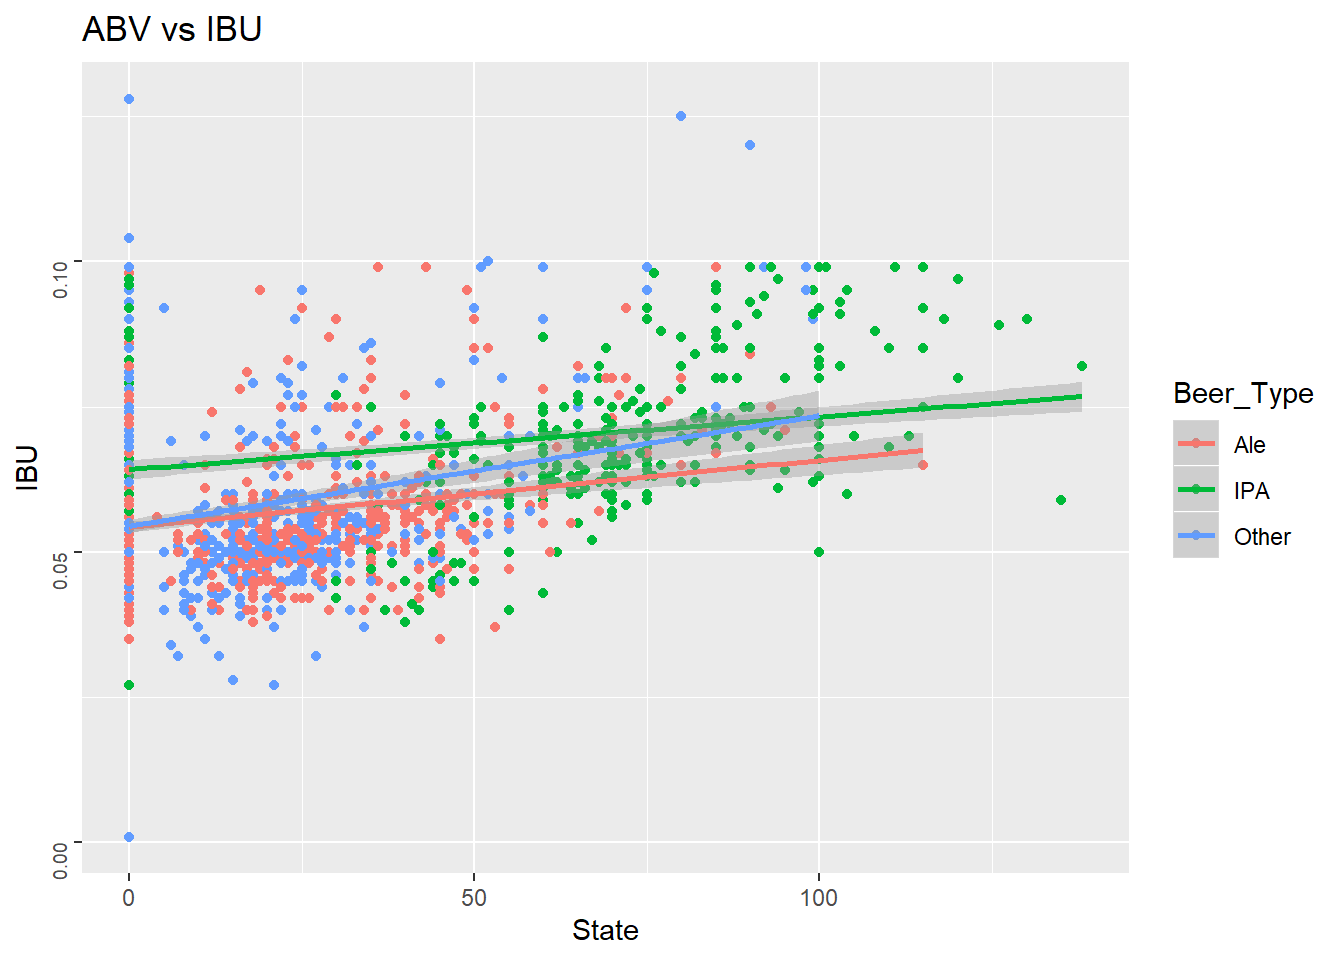 ABV vs IBU
IBU
0.10
0.05
0.00
0
50
100
State
Beer_Type
Ale
IPA
Other